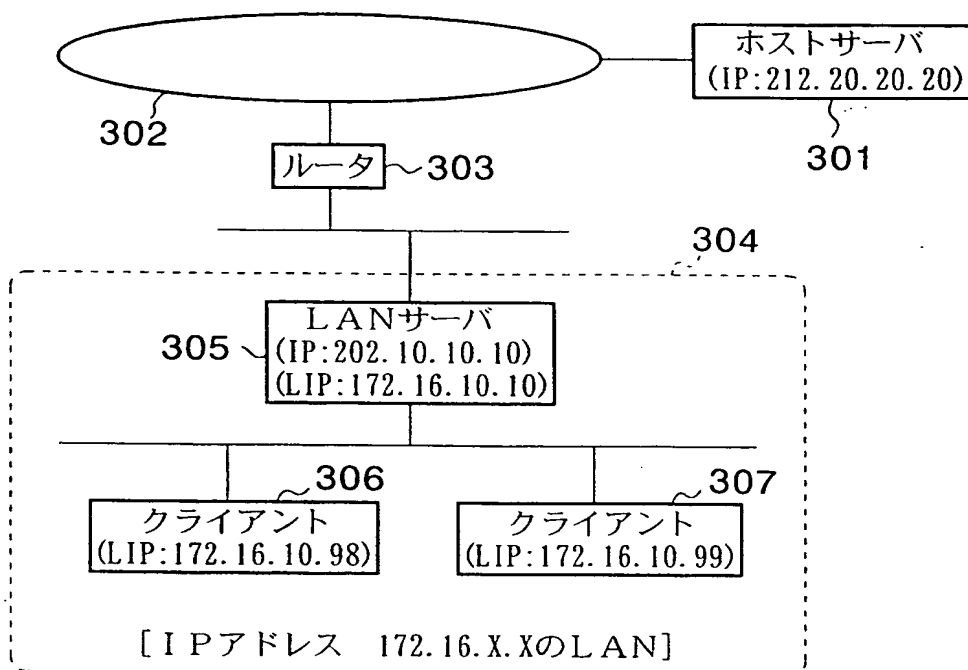 ホストサーバ
(IP:212.20.20.20)
302
301
ルータ
303
304
LANサーバ
305
(IP:202.10.10.10)
(LIP:172.16.10.10)
306
307
クライアント
(LIP:172.16.10.98)
クライアント
(LIP:172.16.10.99)
[IPアドレス 172.16.X.XのLAN]